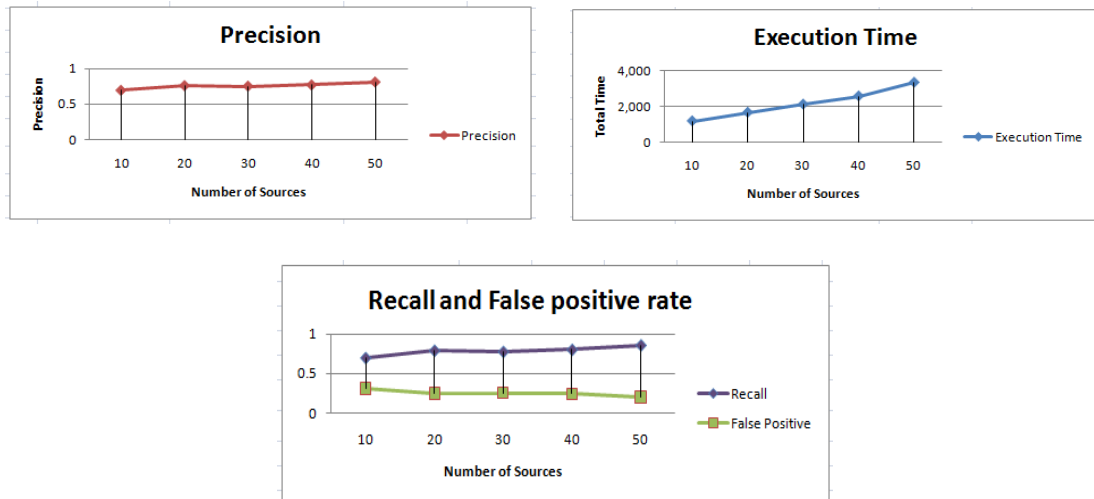 Precision
1
0.5
0
Precision
10 20 30 40 50
Number of Sources
Precision
Execution Time
4,000
2,000
0
Total Time
10 20 30 40 50
Number of Sources
Execution Time
Recall and False positive rate
1
0.5
0
10 20 30 40 50
Number of Sources
Recall
False Positive